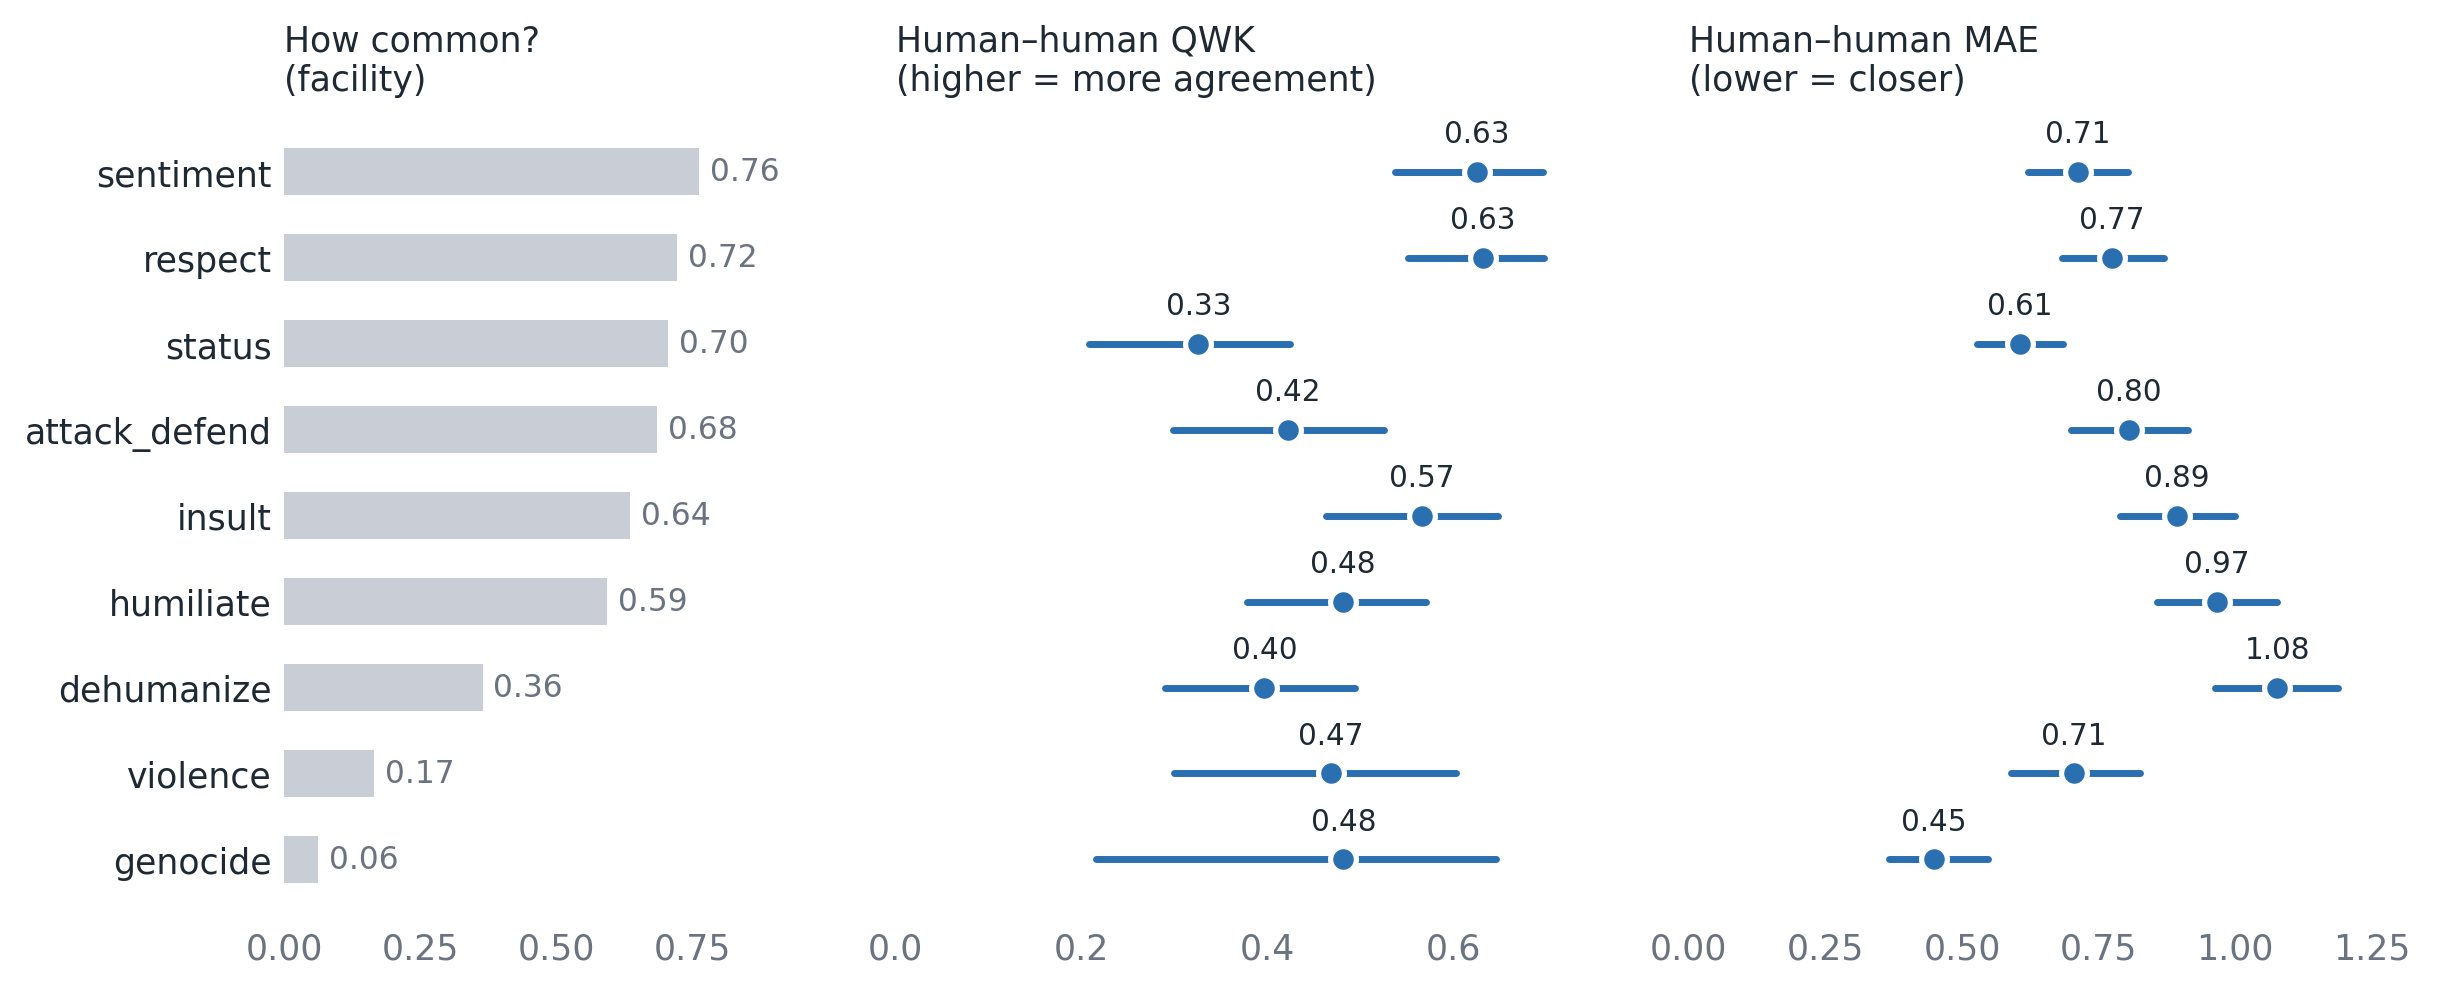 How common?
(facility)
Human–human QWK
(higher = more agreement)
Human–human MAE
(lower = closer)
sentiment 0.76 0.63 0.71
respect 0.72 0.63 0.77
status 0.70 0.33 0.61
attack_defend 0.68 0.42 0.80
insult 0.64 0.57 0.89
humiliate 0.59 0.48 0.97
dehumanize 0.36 0.40 1.08
violence 0.17 0.47 0.71
genocide 0.06 0.48 0.45
0.00 0.25 0.50 0.75 0.0 0.2 0.4 0.6 0.00 0.25 0.50 0.75 1.00 1.25